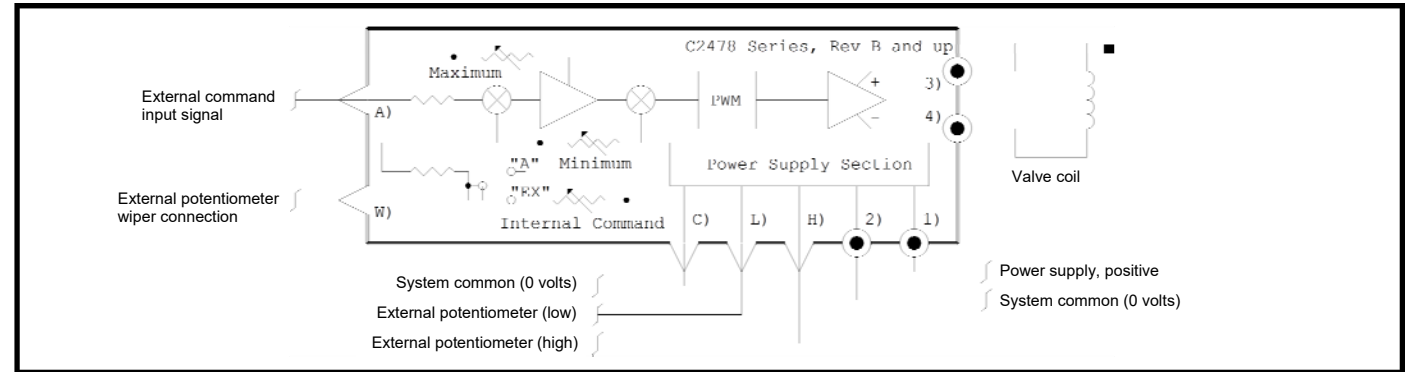 C2478 Series, Rev B and up
Maximum
External command
input signal
A)
PWM
+
−
3)
4)
"A"
Minimum
Power Supply Section
Valve coil
External potentiometer
wiper connection
W)
"EX"
Internal Command
C)
L)
H)
2)
1)
System common (0 volts)
External potentiometer (low)
External potentiometer (high)
Power supply, positive
System common (0 volts)